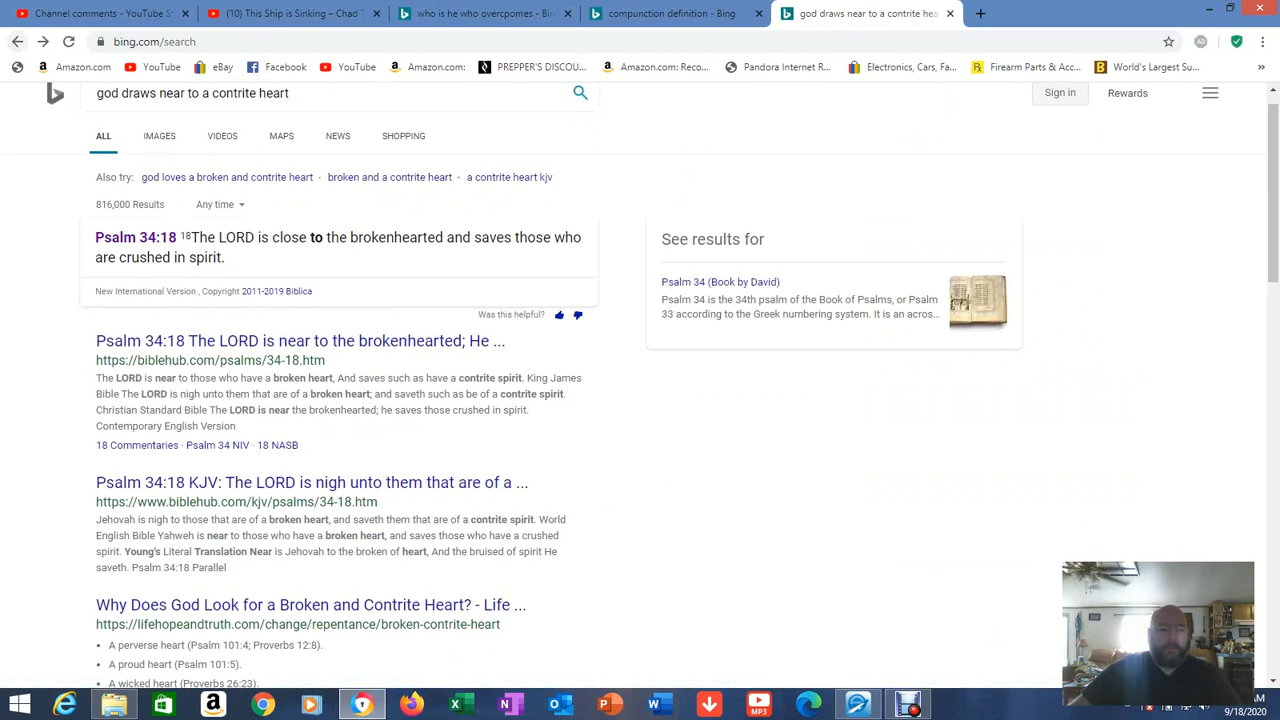 Channel content - YouTube St
(10) This Ship is Sinking – Broth
who is he who overcomes - Bin
compunction definition - Bing
god draws near to a contrite hea
bing.com/search
Amazon.com
YouTube
eBay
Facebook
YouTube
Amazon.com:
PREPPER'S DISCOU...
Amazon.com: Reco...
Pandora Internet R...
Electronics, Cars, Fa...
Firearm Parts & Acc...
World's Largest Su...
»
god draws near to a contrite heart
Sign in
Rewards
ALL IMAGES VIDEOS MAPS NEWS SHOPPING
Also try: god loves a broken and contrite heart · broken and a contrite heart · a contrite heart kjv
816,000 Results Any time
Psalm 34:18 18The LORD is close to the brokenhearted and saves those who
are crushed in spirit.
New International Version , Copyright 2011-2019 Biblica
Was this helpful?
See results for
Psalm 34 (Book by David)
Psalm 34 is the 34th psalm of the Book of Psalms, or Psalm
33 according to the Greek numbering system. It is an acros...
Psalm 34:18 The LORD is near to the brokenhearted; He ...
https://biblehub.com/psalms/34-18.htm
The LORD is near to those who have a broken heart, And saves such as have a contrite spirit. King James
Bible The LORD is nigh unto them that are of a broken heart; and saveth such as be of a contrite spirit.
Christian Standard Bible The LORD is near the brokenhearted; he saves those crushed in spirit.
Contemporary English Version
18 Commentaries · Psalm 34 NIV · 18 NASB
Psalm 34:18 KJV: The LORD is nigh unto them that are of a ...
https://www.biblehub.com/kjv/psalms/34-18.htm
Jehovah is nigh to those that are of a broken heart, and saveth them that are of a contrite spirit. World
English Bible Yahweh is near to those who have a broken heart, and saves those who have a crushed
spirit. Young's Literal Translation Near is Jehovah to the broken of heart, And the bruised of spirit He
saveth. Psalm 34:18 Parallel
Why Does God Look for a Broken and Contrite Heart? - Life ...
https://lifehopeandtruth.com/change/repentance/broken-contrite-heart
• A perverse heart (Psalm 101:4; Proverbs 12:8).
• A proud heart (Psalm 101:5).
• A wicked heart (Proverbs 26:23).
AM
9/18/2020